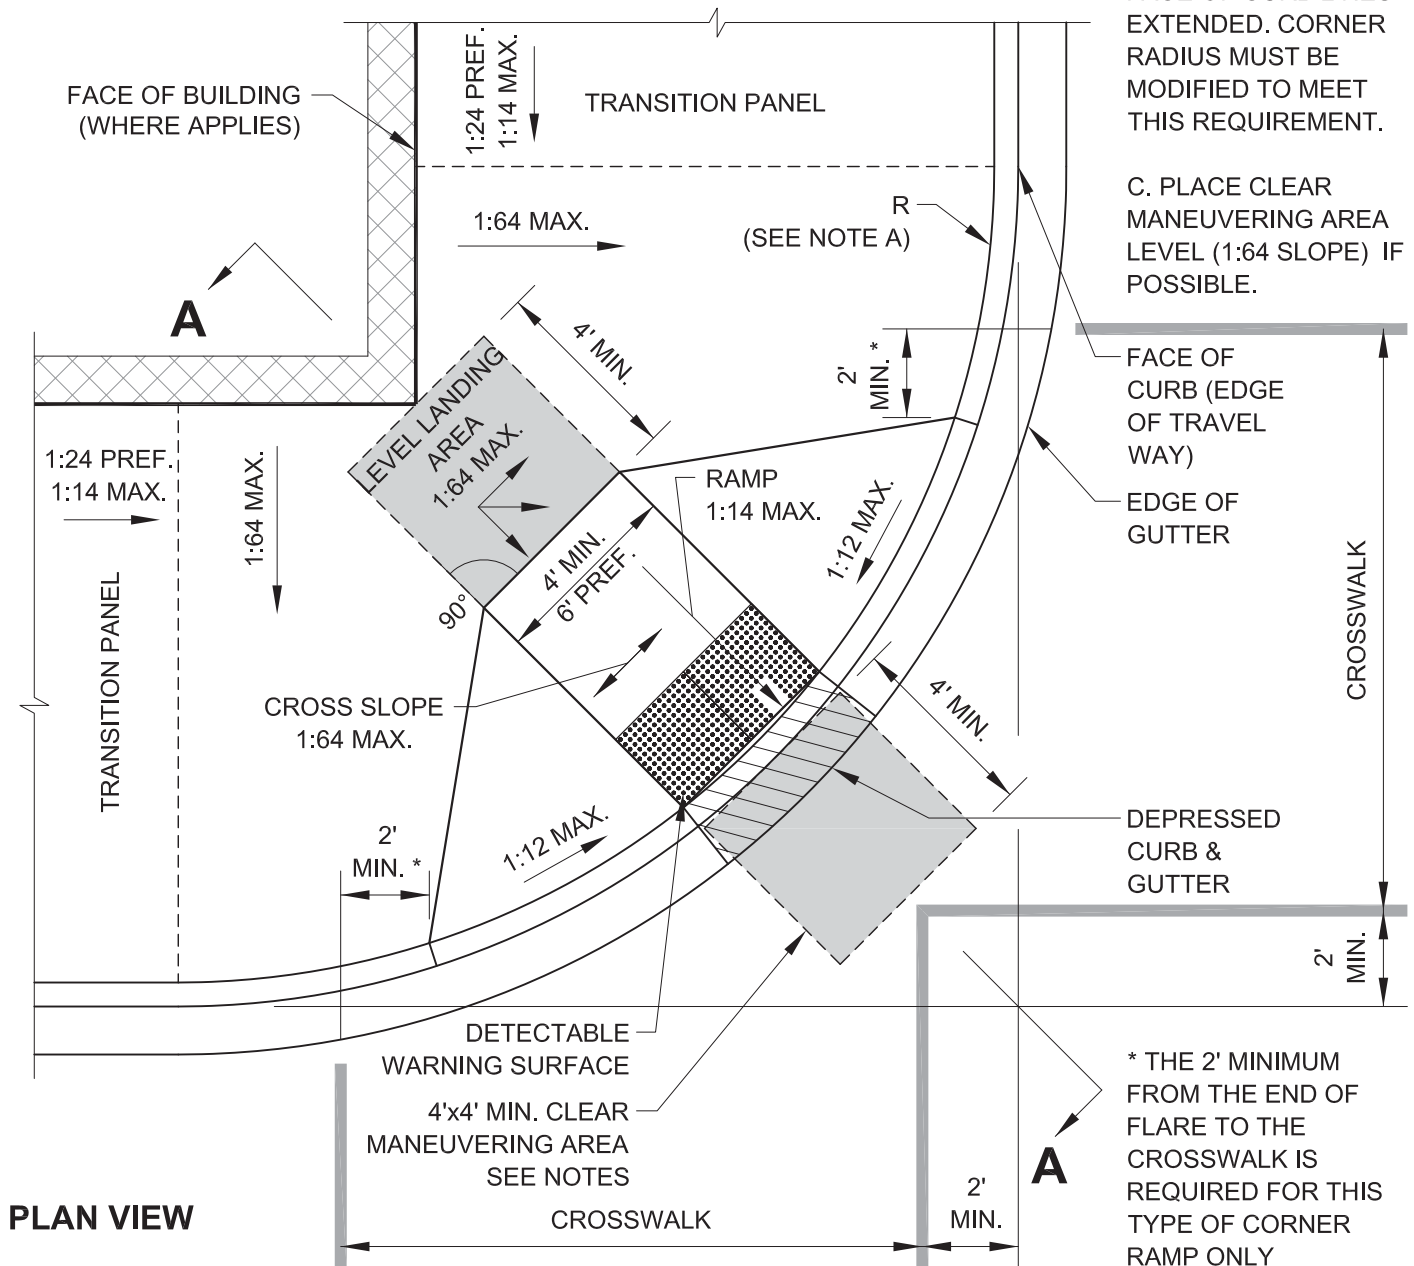 EXTENDED. CORNER
RADIUS MUST BE
MODIFIED TO MEET
THIS REQUIREMENT.
C. PLACE CLEAR
MANEUVERING AREA
LEVEL (1:64 SLOPE) IF
POSSIBLE.
FACE OF BUILDING
(WHERE APPLIES)
1:24 PREF.
1:14 MAX.
TRANSITION PANEL
1:64 MAX.
R
(SEE NOTE A)
A
4' MIN.
2'
MIN. *
FACE OF
CURB (EDGE
OF TRAVEL
WAY)
EDGE OF
GUTTER
LEVEL LANDING
AREA
1:64 MAX.
1:24 PREF.
1:14 MAX.
1:64 MAX.
RAMP
1:14 MAX.
1:12 MAX.
4' MIN.
6' PREF.
90°
TRANSITION PANEL
CROSS SLOPE
1:64 MAX.
4' MIN.
CROSSWALK
2'
MIN. *
1:12 MAX.
DEPRESSED
CURB &
GUTTER
2'
MIN.
DETECTABLE
WARNING SURFACE
4'x4' MIN. CLEAR
MANEUVERING AREA
SEE NOTES
* THE 2' MINIMUM
FROM THE END OF
FLARE TO THE
CROSSWALK IS
REQUIRED FOR THIS
TYPE OF CORNER
RAMP ONLY
A
2'
MIN.
CROSSWALK
PLAN VIEW